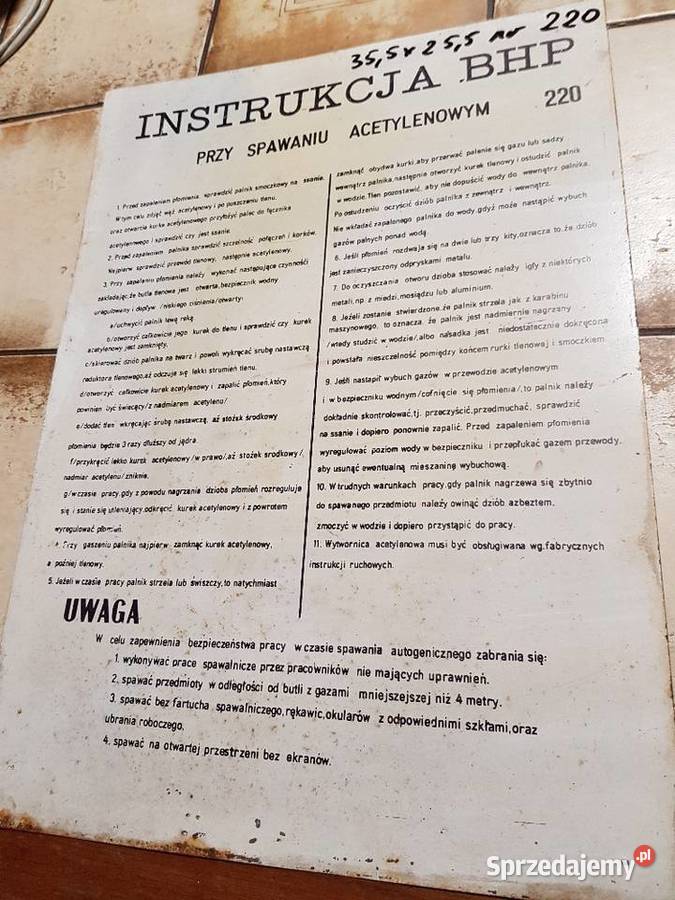 35,5 x 25,5 nr 220
INSTRUKCJA BHP
PRZY SPAWANIU ACETYLENOWYM 220
1. Przed zapaleniem płomienia sprawdzić palnik smoczkowy na ssanie.
W tym celu zdjąć wąż acetylenowy i po puszczeniu tlenu,
oraz otwarciu kurka acetylenowego przyłożyć palec do łącznika
acetylenowego i sprawdzić czy jest ssanie.
2. Przed zapaleniem palnika sprawdzić szczelność połączeń i korków.
Najpierw sprawdzić przewód tlenowy, następnie acetylenowy.
3. Przy zapaleniu płomienia należy wykonać następujące czynności
zakładając, że butla tlenowa jest otwarta, bezpiecznik wodny
uregulowany i dopływ /niskiego ciśnienia/otwarty:
a/uchwycić palnik lewą ręką.
b/otworzyć całkowicie jego kurek do tlenu i sprawdzić czy kurek
acetylenowy jest zamknięty.
c/skierować dziób palnika na twarz i powoli wykręcać śrubę nastawczą
reduktora tlenowego, aż odczuje się lekki strumień tlenu.
d/otworzyć całkowicie kurek acetylenowy i zapalić płomień, który
powinien być świecący/z nadmiarem acetylenu/
e/dodać tlen wkręcając śrubę nastawczą, aż stożek środkowy
płomienia będzie 3 razy dłuższy od jądra.
f/przykręcić lekko kurek acetylenowy /w prawo/, aż stożek środkowy/,
nadmiar acetylenu/zniknie.
g/w czasie pracy gdy z powodu nagrzania dzioba płomień rozreguluje
się i stanie się utleniający, odkręcić kurek acetylenowy i z powrotem
wyregulować płomień.
Przy gaszeniu palnika najpierw zamknąć kurek acetylenowy,
a później tlenowy.
5. Jeżeli w czasie pracy palnik strzela lub świszczy, to natychmiast
zamknąć obydwa kurki, aby przerwać palenie się gazu lub sadzy
wewnątrz palnika, następnie otworzyć kurek tlenowy i ostudzić palnik
w wodzie. Tlen pozostawić, aby nie dopuścić wody do wewnątrz palnika.
Po ostudzeniu oczyścić dziób palnika z zewnątrz i wewnątrz.
Nie wkładać zapalonego palnika do wody, gdyż może nastąpić wybuch
gazów palnych ponad wodą.
6. Jeśli płomień rozdwaja się na dwie lub trzy kity, oznacza to, że dziób
jest zanieczyszczony odpryskami metalu.
7. Do oczyszczania otworu dzioba stosować należy igły z niektórych
metali, np. z miedzi, mosiądzu lub aluminium.
8. Jeżeli zostanie stwierdzone, że palnik strzela jak z karabinu
maszynowego, to oznacza, że palnik jest nadmiernie nagrzany
/wtedy studzić w wodzie/, albo nasadka jest niedostatecznie dokręcona
i powstała nieszczelność pomiędzy końcem rurki tlenowej i smoczkiem
9. Jeśli nastąpił wybuch gazów w przewodzie acetylenowym
i w bezpieczniku wodnym/cofnięcie się płomienia/, to palnik należy
dokładnie skontrolować, tj. przeczyścić, przedmuchać, sprawdzić
na ssanie i dopiero ponownie zapalić. Przed zapaleniem płomienia
wyregulować poziom wody w bezpieczniku i przepłukać gazem przewody,
aby usunąć ewentualną mieszaninę wybuchową.
10. W trudnych warunkach pracy, gdy palnik nagrzewa się zbytnio
do spawanego przedmiotu należy owinąć dziób azbeztem,
zmoczyć w wodzie i dopiero przystąpić do pracy.
11. Wytwornica acetylenowa musi być obsługiwana wg. fabrycznych
instrukcji ruchowych.
UWAGA
W celu zapewnienia bezpieczeństwa pracy w czasie spawania autogenicznego zabrania się:
1. wykonywać prace spawalnicze przez pracowników nie mających uprawnień.
2. spawać przedmioty w odległości od butli z gazami mniejszejszej niż 4 metry.
3. spawać bez fartucha spawalniczego, rękawic, okularów z odpowiednimi szkłami, oraz
ubrania roboczego.
4. spawać na otwartej przestrzeni bez ekranów.
Sprzedajemy.pl